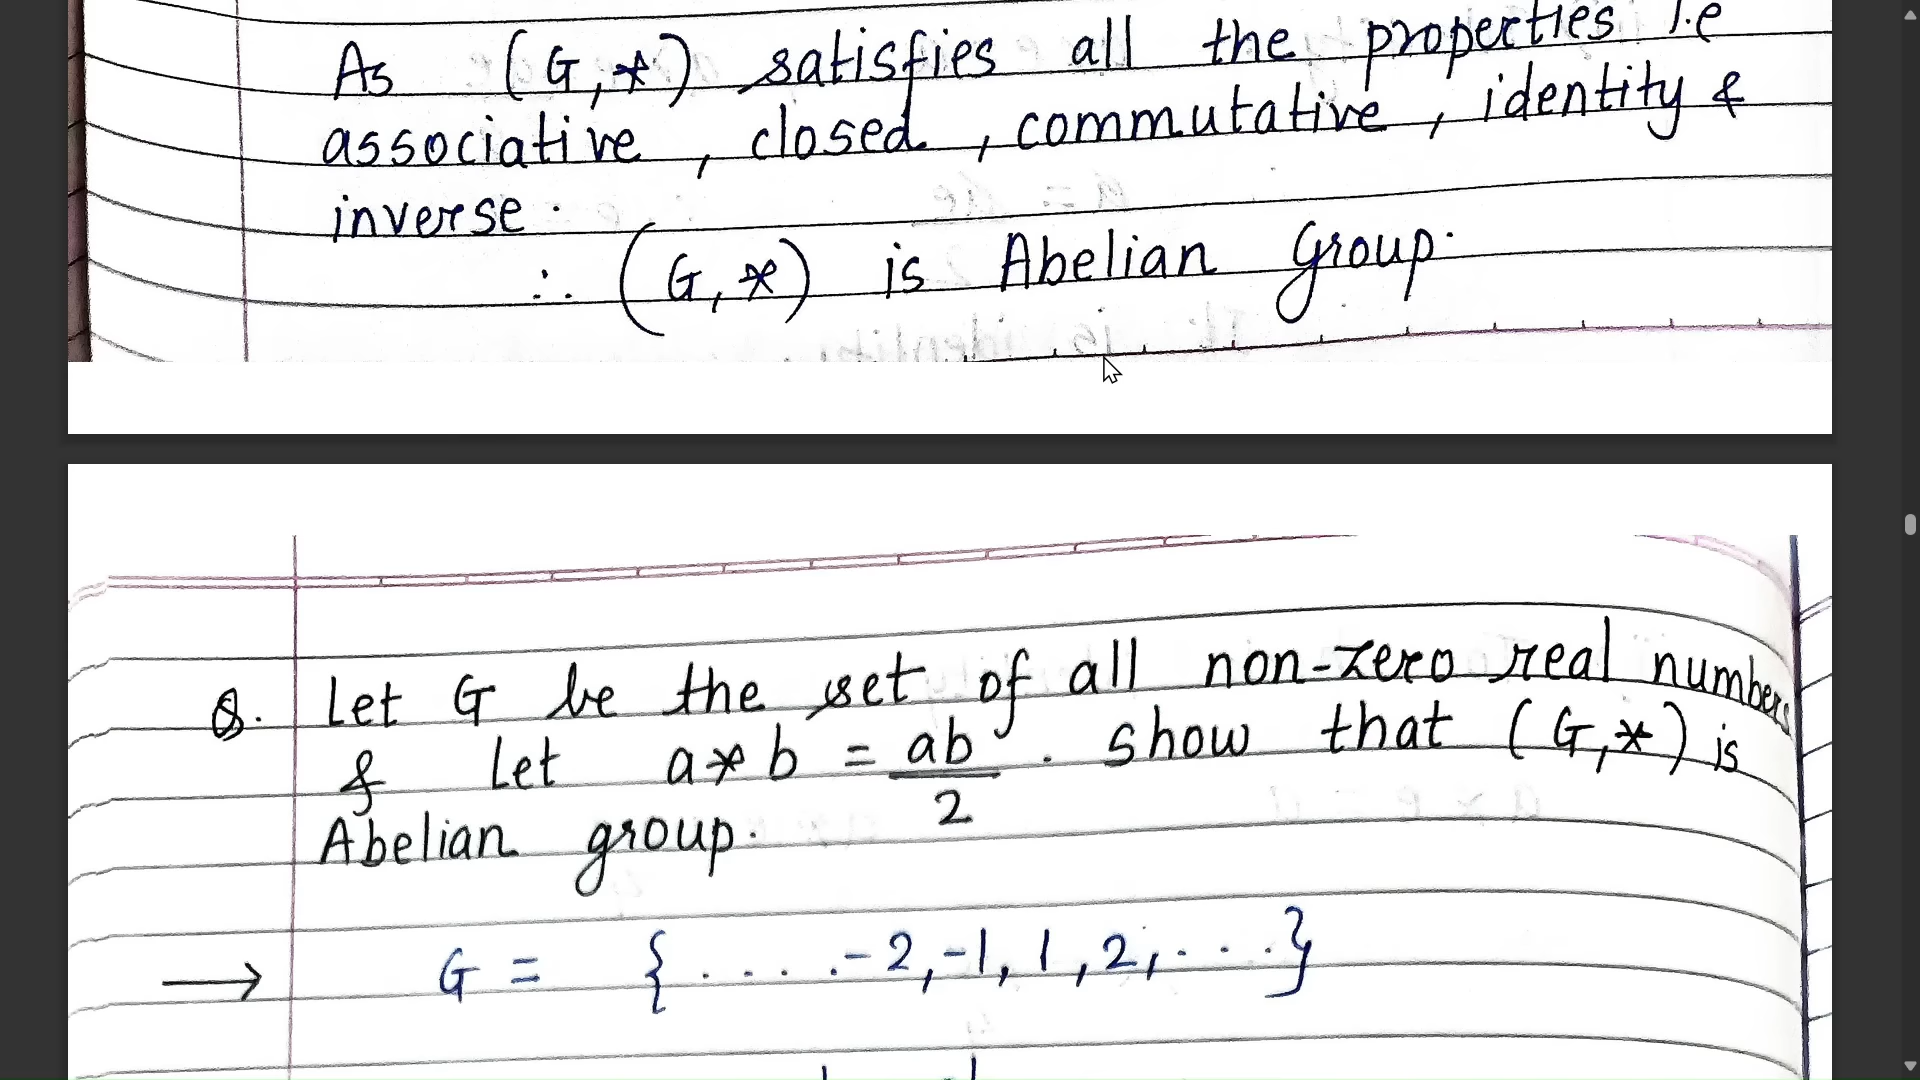 As (G, *) satisfies all the properties i.e
associative, closed, commutative, identity &
inverse.
∴ (G, *) is Abelian Group.
Q. Let G be the set of all non-zero real numbers
& Let a * b = ab/2 . show that (G, *) is
Abelian group.
→ G = { .....-2, -1, 1, 2, ....}